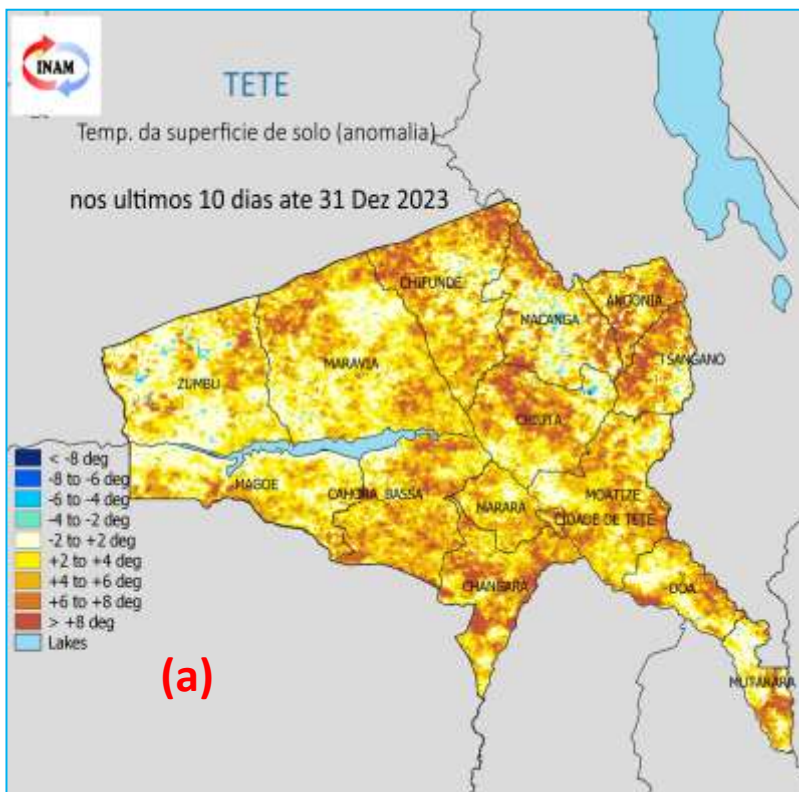 INAM
TETE
Temp. da superficie de solo (anomalia)
nos ultimos 10 dias ate 31 Dez 2023
CHIFUNDE
ANGONIA
MACANGA
TSANGANO
MARAVIA
ZUMBU
CHIUTA
MAGOE
CAHORA_BASSA
MOATIZE
MARARA
CIDADE DE TETE
CHANGARA
DOA
MUTARARA
< -8 deg
-8 to -6 deg
-6 to -4 deg
-4 to -2 deg
-2 to +2 deg
+2 to +4 deg
+4 to +6 deg
+6 to +8 deg
> +8 deg
Lakes
(a)